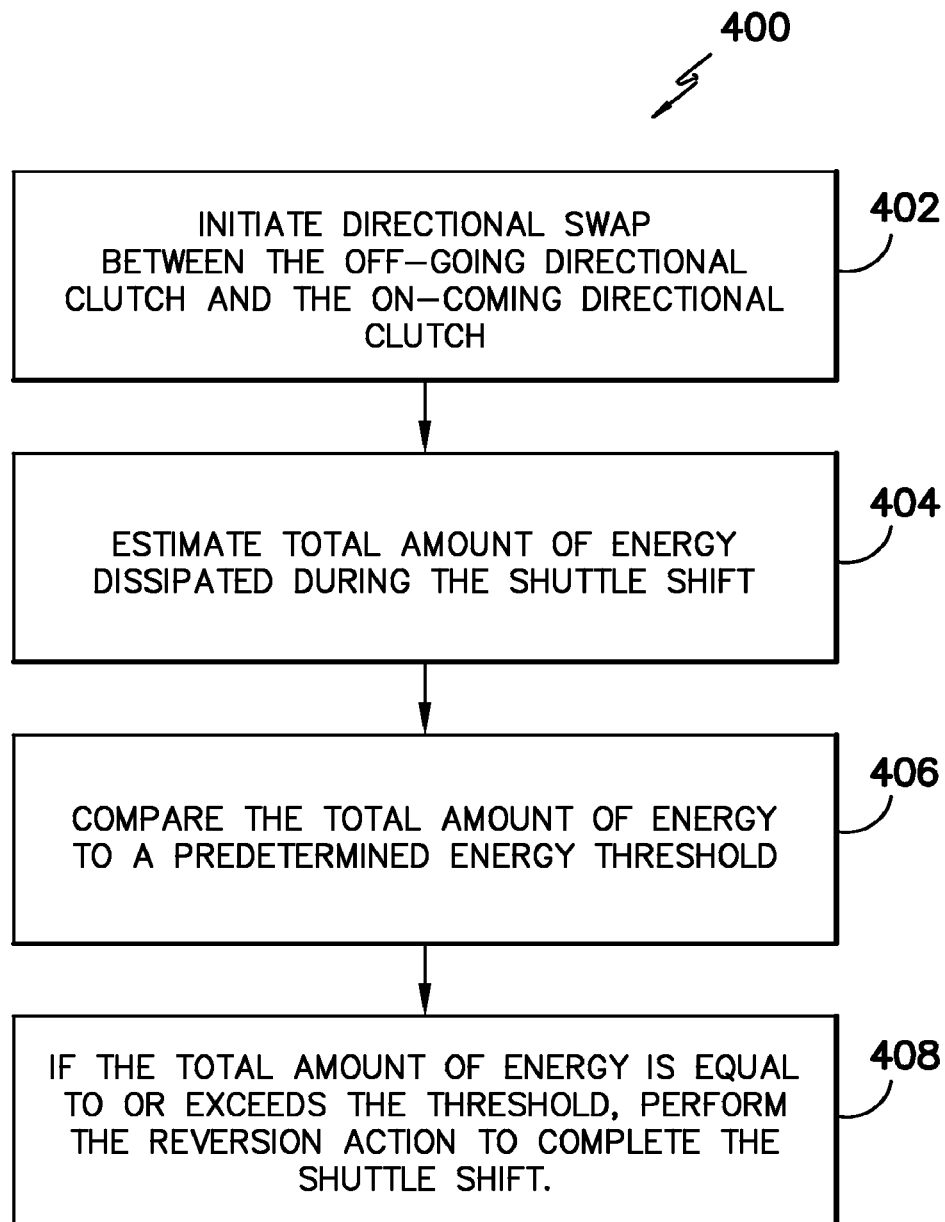 400
INITIATE DIRECTIONAL SWAP
BETWEEN THE OFF-GOING DIRECTIONAL
CLUTCH AND THE ON-COMING DIRECTIONAL
CLUTCH
402
ESTIMATE TOTAL AMOUNT OF ENERGY
DISSIPATED DURING THE SHUTTLE SHIFT
404
COMPARE THE TOTAL AMOUNT OF ENERGY
TO A PREDETERMINED ENERGY THRESHOLD
406
IF THE TOTAL AMOUNT OF ENERGY IS EQUAL
TO OR EXCEEDS THE THRESHOLD, PERFORM
THE REVERSION ACTION TO COMPLETE THE
SHUTTLE SHIFT.
408